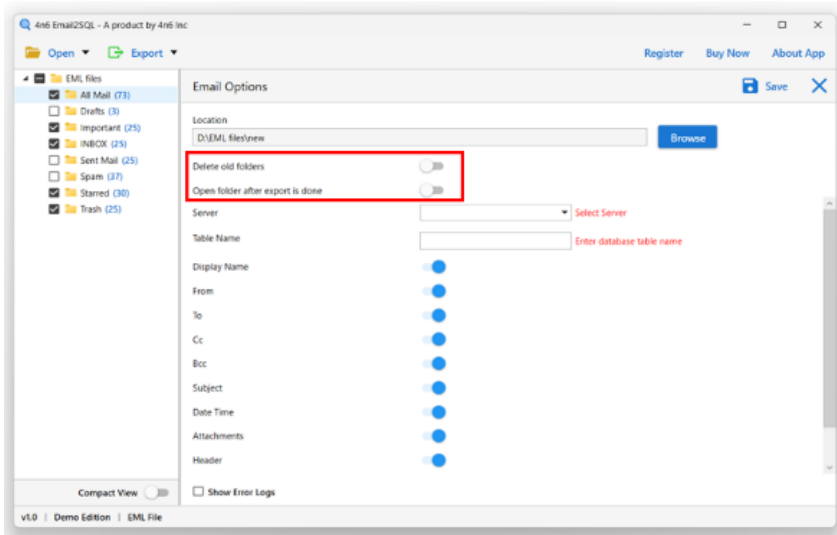 4n6 Email2SQL - A product by 4n6 Inc
Open Export Register Buy Now About App
EML files
All Mail (73)
Drafts (3)
Important (25)
INBOX (25)
Sent Mail (25)
Spam (37)
Starred (30)
Trash (25)
Compact View
Email Options Save
Location
D:\EML files\new Browse
Delete old folders
Open folder after export is done
Server Select Server
Table Name Enter database table name
Display Name
From
To
Cc
Bcc
Subject
Date Time
Attachments
Header
Show Error Logs
v1.0 | Demo Edition | EML File